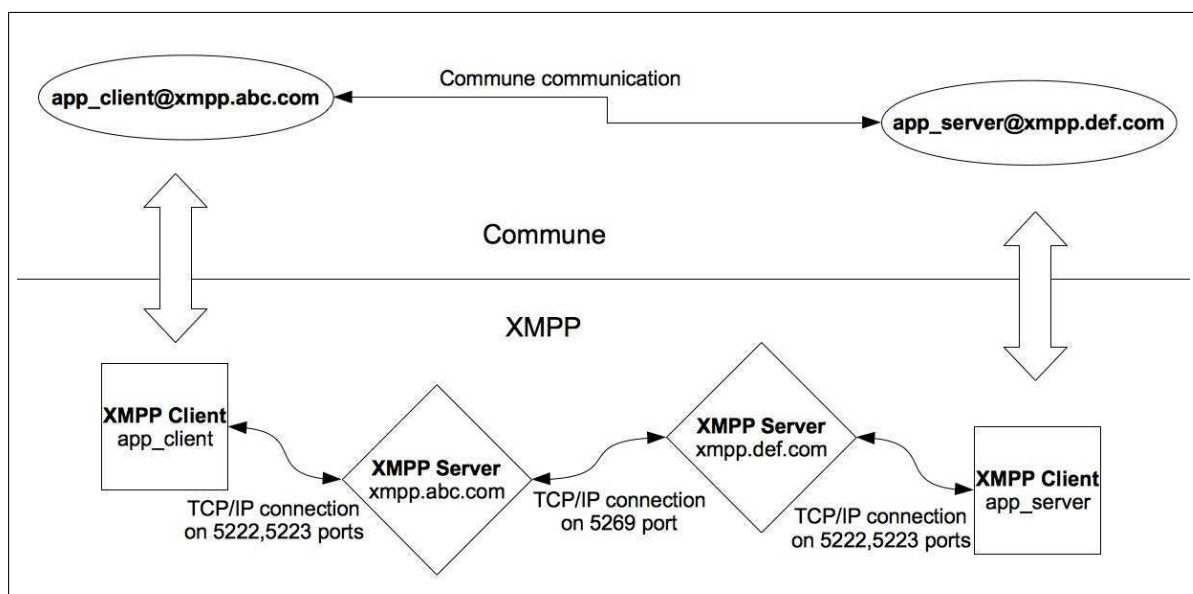 Commune communication
app_client@xmpp.abc.com
app_server@xmpp.def.com
Commune
XMPP
XMPP Client
app_client
XMPP Server
xmpp.abc.com
XMPP Server
xmpp.def.com
XMPP Client
app_server
TCP/IP connection
on 5222,5223 ports
TCP/IP connection
on 5269 port
TCP/IP connection
on 5222,5223 ports